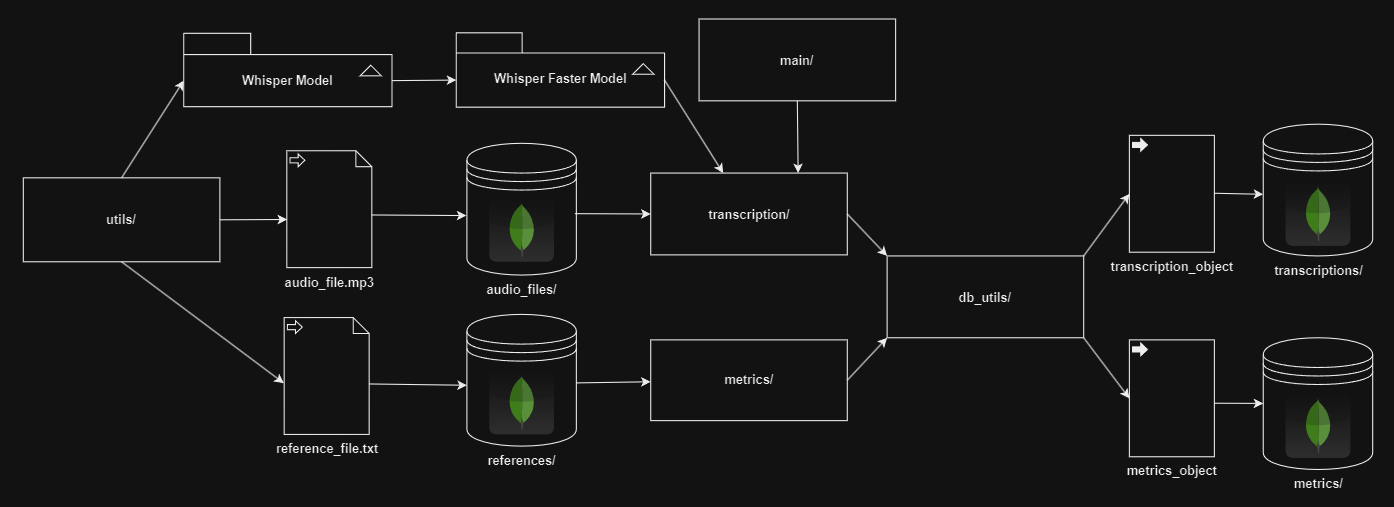 Whisper Model
Whisper Faster Model
main/
utils/
audio_file.mp3
audio_files/
transcription/
db_utils/
transcription_object
transcriptions/
reference_file.txt
references/
metrics/
metrics_object
metrics/